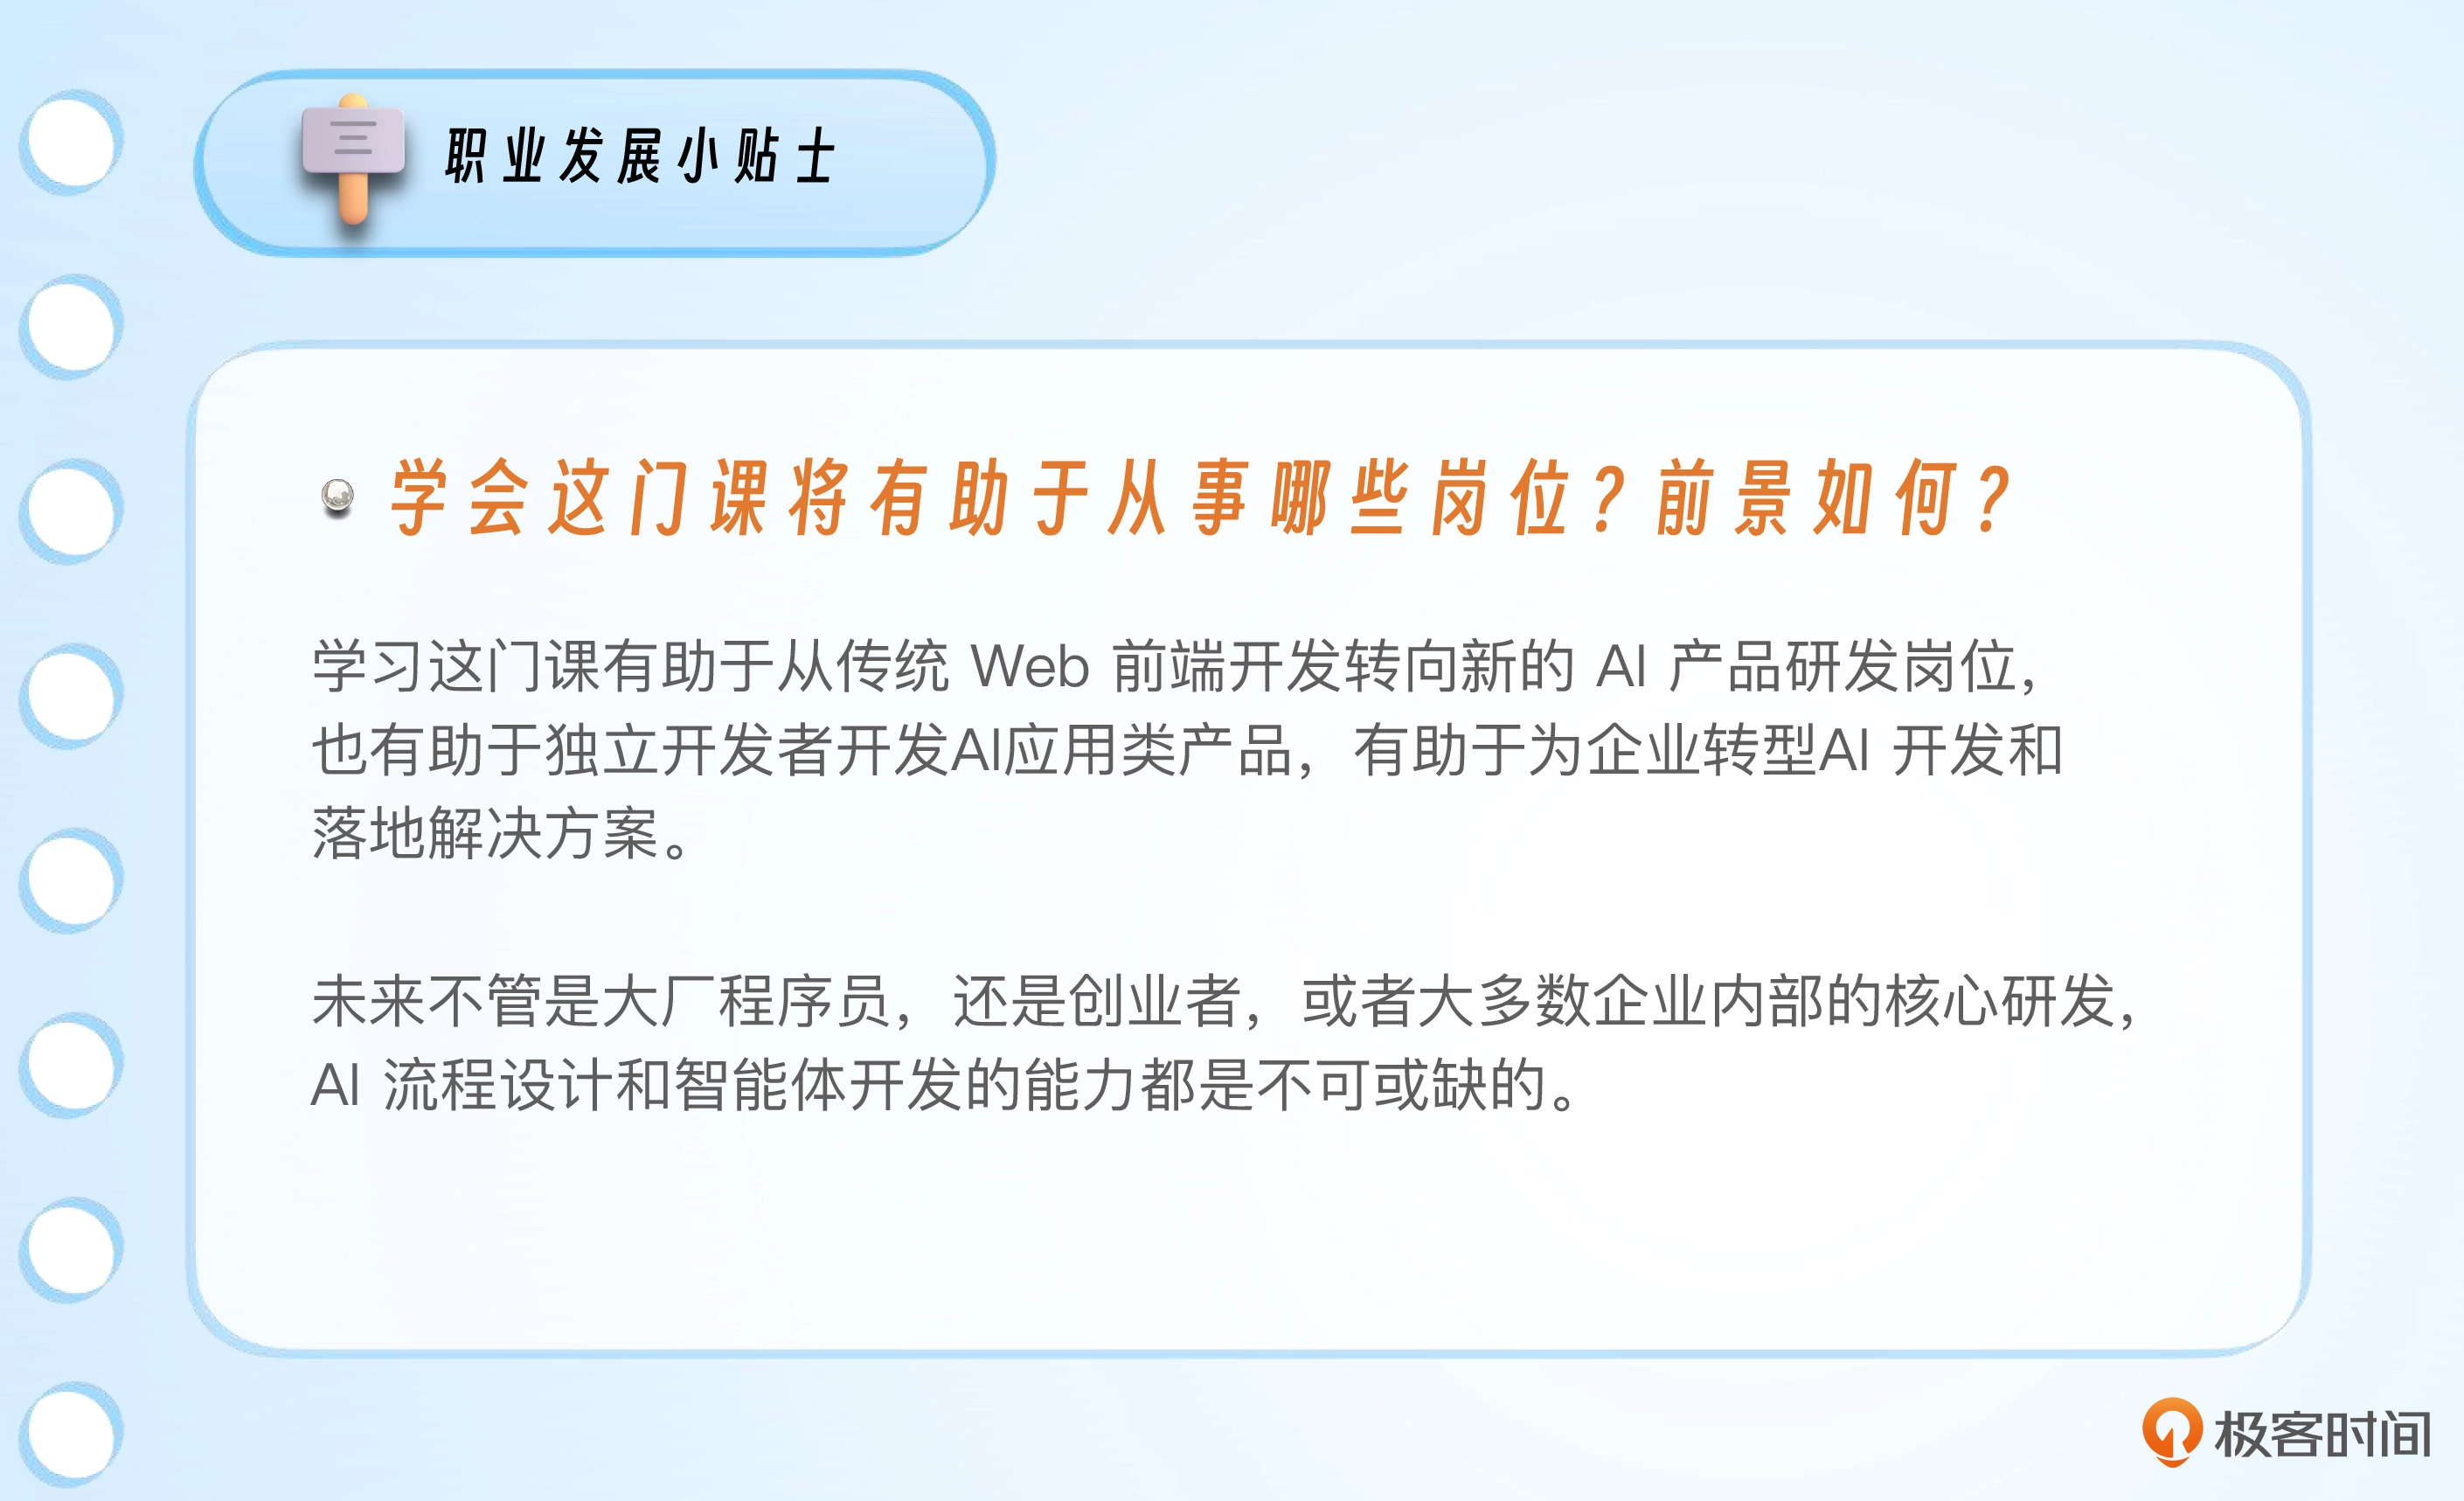 职业发展小贴士
学会这门课将有助于从事哪些岗位？前景如何？
学习这门课有助于从传统 Web 前端开发转向新的 AI 产品研发岗位，
也有助于独立开发者开发AI应用类产品，有助于为企业转型AI 开发和
落地解决方案。
未来不管是大厂程序员，还是创业者，或者大多数企业内部的核心研发，
AI 流程设计和智能体开发的能力都是不可或缺的。
极客时间